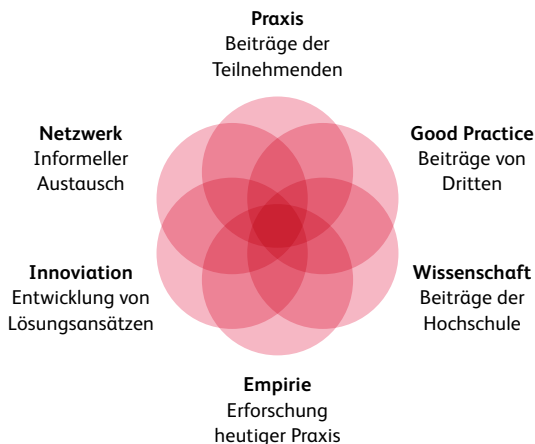 Praxis
Beiträge der
Teilnehmenden
Netzwerk
Informeller
Austausch
Good Practice
Beiträge von
Dritten
Innoviation
Entwicklung von
Lösungsansätzen
Wissenschaft
Beiträge der
Hochschule
Empirie
Erforschung
heutiger Praxis